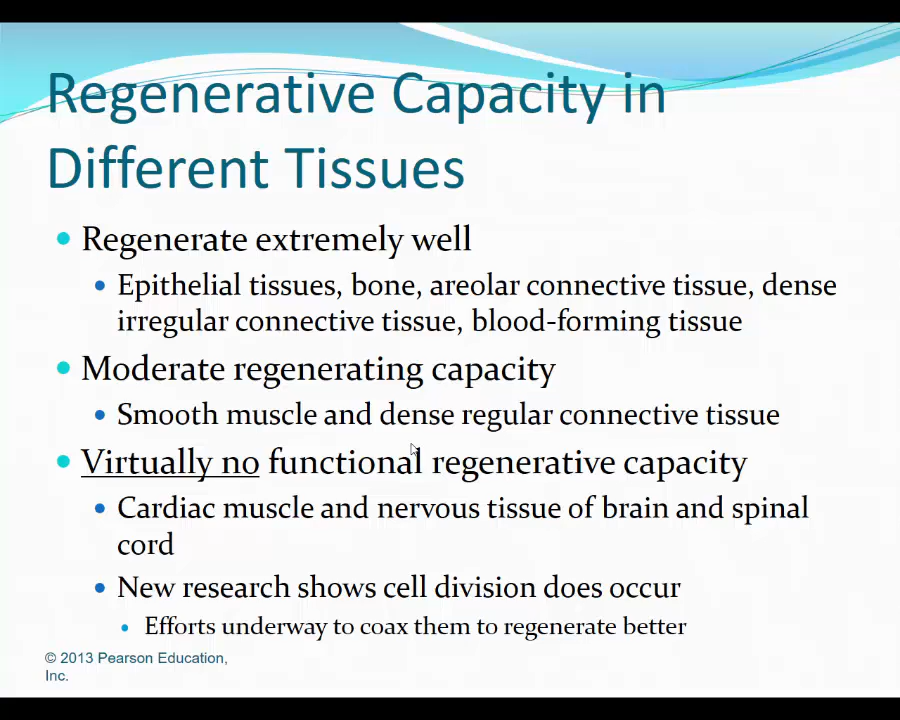 Regenerative Capacity in
Different Tissues
• Regenerate extremely well
• Epithelial tissues, bone, areolar connective tissue, dense
irregular connective tissue, blood-forming tissue
• Moderate regenerating capacity
• Smooth muscle and dense regular connective tissue
• Virtually no functional regenerative capacity
• Cardiac muscle and nervous tissue of brain and spinal
cord
• New research shows cell division does occur
• Efforts underway to coax them to regenerate better
© 2013 Pearson Education,
Inc.